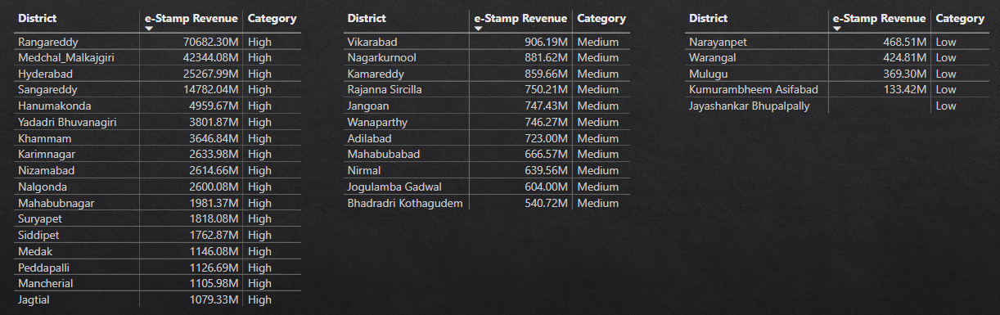 District e-Stamp Revenue Category
Rangareddy 70682.30M High
Medchal_Malkajgiri 42344.08M High
Hyderabad 25267.99M High
Sangareddy 14782.04M High
Hanumakonda 4959.67M High
Yadadri Bhuvanagiri 3801.87M High
Khammam 3646.84M High
Karimnagar 2633.98M High
Nizamabad 2614.66M High
Nalgonda 2600.08M High
Mahabubnagar 1981.37M High
Suryapet 1818.08M High
Siddipet 1762.87M High
Medak 1146.08M High
Peddapalli 1126.69M High
Mancherial 1105.98M High
Jagtial 1079.33M High
District e-Stamp Revenue Category
Vikarabad 906.19M Medium
Nagarkurnool 881.62M Medium
Kamareddy 859.66M Medium
Rajanna Sircilla 750.21M Medium
Jangoan 747.43M Medium
Wanaparthy 746.27M Medium
Adilabad 723.00M Medium
Mahabubabad 666.57M Medium
Nirmal 639.56M Medium
Jogulamba Gadwal 604.00M Medium
Bhadradri Kothagudem 540.72M Medium
District e-Stamp Revenue Category
Narayanpet 468.51M Low
Warangal 424.81M Low
Mulugu 369.30M Low
Kumurambheem Asifabad 133.42M Low
Jayashankar Bhupalpally Low